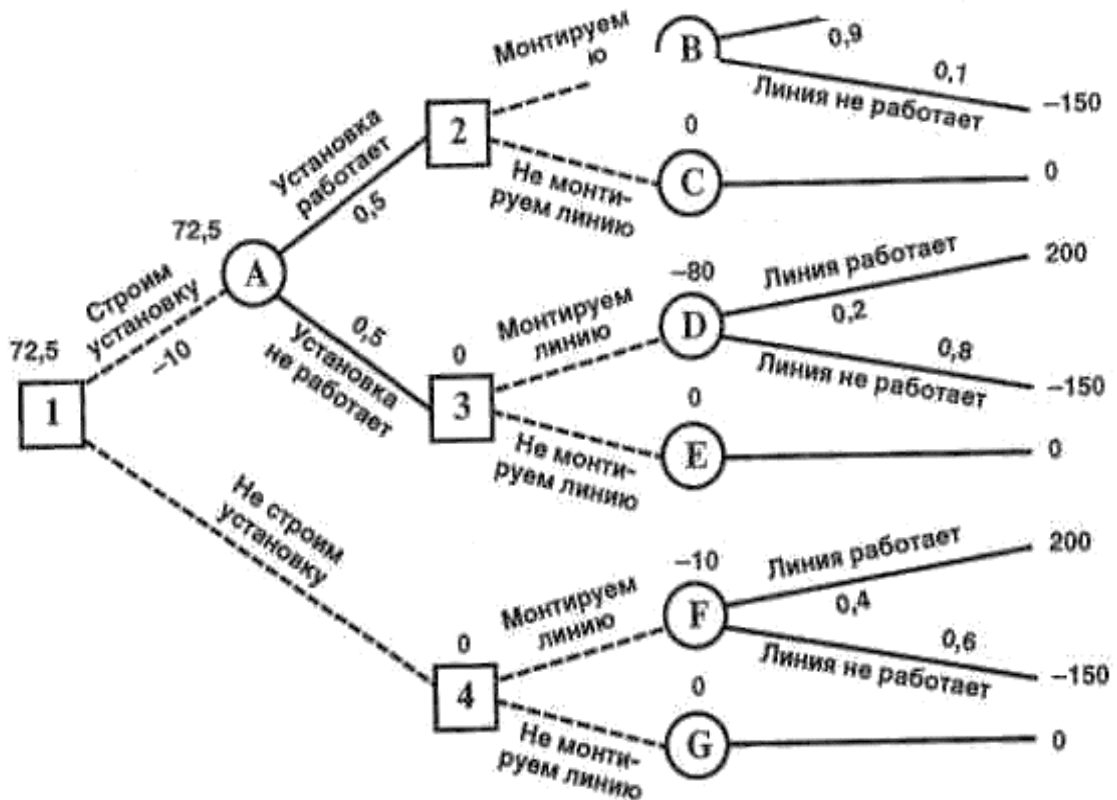 Монтируем
ю
B
0,9
0,1
Линия не работает
–150
2
Установка
работает
0,5
Не монти-
руем линию
0
C
0
72,5
A
Строим
установку
–10
72,5
1
0,5
Установка
не работает
0
3
Монтируем
линию
–80
D
Линия работает
200
0,2
0,8
Линия не работает
–150
Не монти-
руем линию
0
E
0
Не строим
установку
0
4
Монтируем
линию
–10
F
Линия работает
200
0,4
0,6
Линия не работает
–150
Не монти-
руем линию
0
G
0